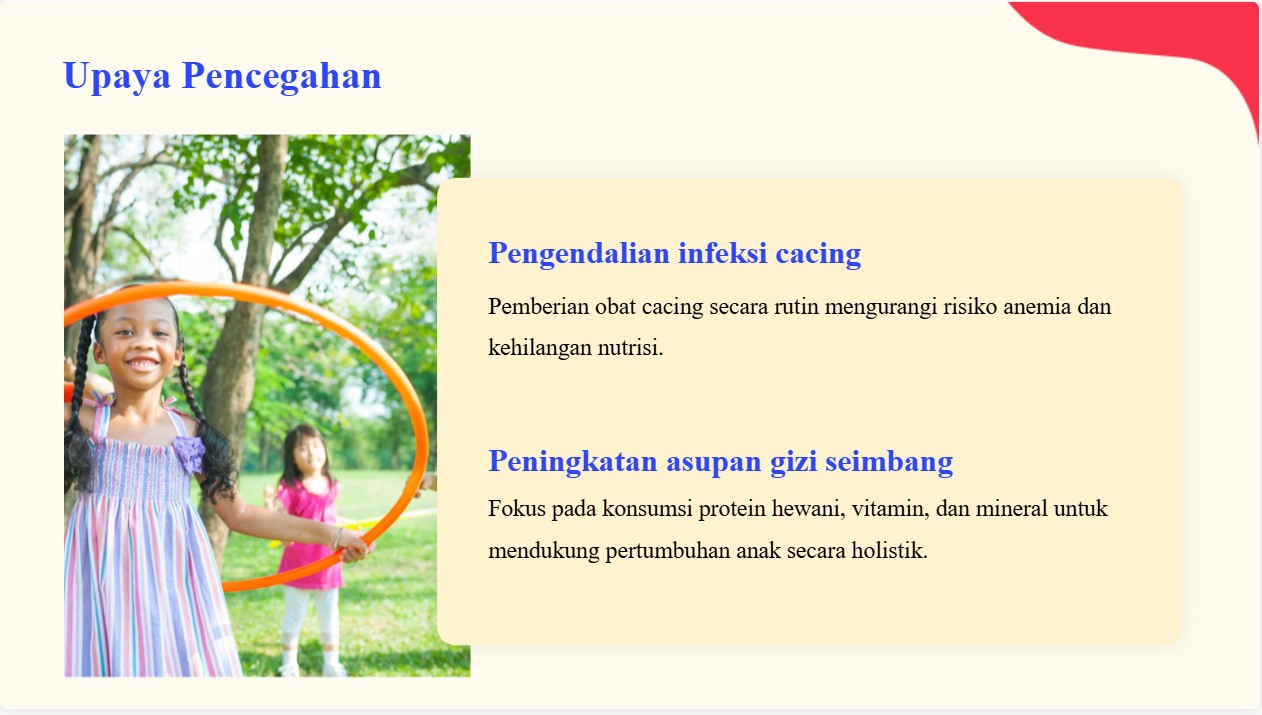 Upaya Pencegahan
Pengendalian infeksi cacing
Pemberian obat cacing secara rutin mengurangi risiko anemia dan
kehilangan nutrisi.
Peningkatan asupan gizi seimbang
Fokus pada konsumsi protein hewani, vitamin, dan mineral untuk
mendukung pertumbuhan anak secara holistik.